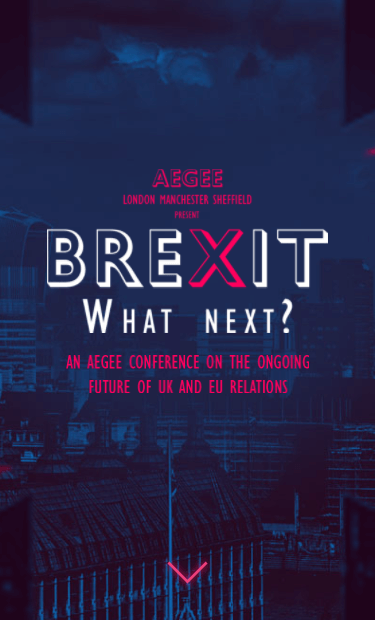 AEGEE
LONDON MANCHESTER SHEFFIELD
PRESENT
BREXIT
WHAT NEXT?
AN AEGEE CONFERENCE ON THE ONGOING
FUTURE OF UK AND EU RELATIONS